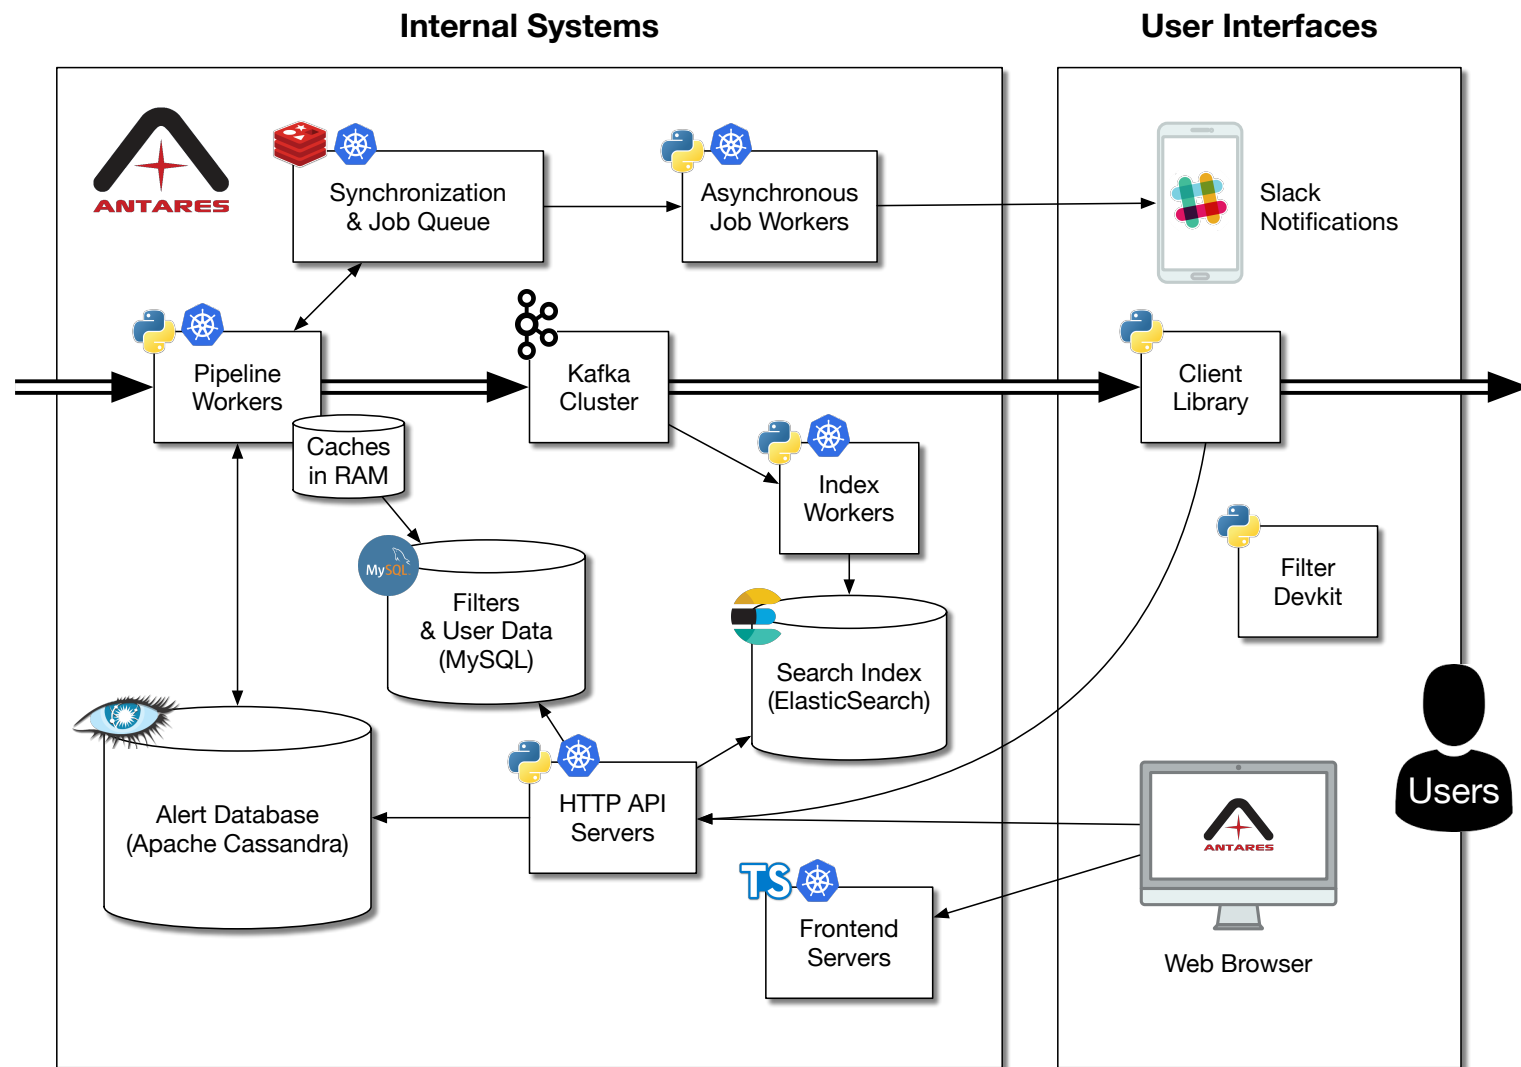 Internal Systems
User Interfaces
ANTARES
Synchronization
& Job Queue
Asynchronous
Job Workers
Slack
Notifications
Pipeline
Workers
Kafka
Cluster
Client
Library
Caches
in RAM
Index
Workers
MySQL
Filters
& User Data
(MySQL)
Filter
Devkit
Search Index
(ElasticSearch)
Alert Database
(Apache Cassandra)
HTTP API
Servers
ANTARES
Users
TS
Frontend
Servers
Web Browser